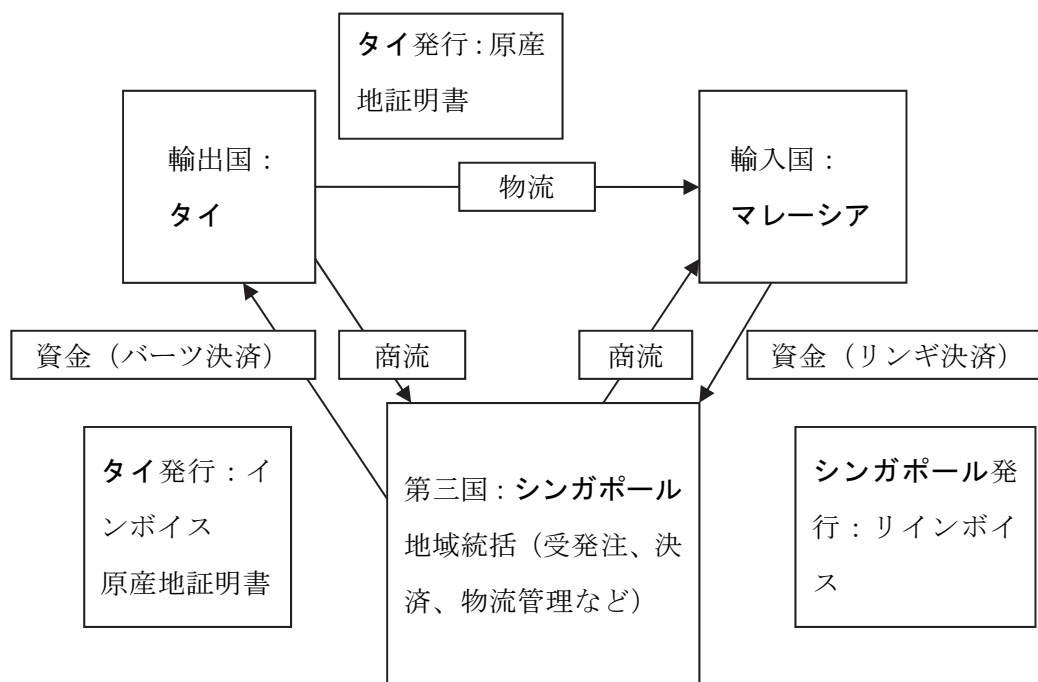 タイ発行：原産
地証明書
輸出国：
タイ
物流
輸入国：
マレーシア
資金（バーツ決済）
商流
商流
資金（リンギ決済）
タイ発行：イ
ンボイス
原産地証明書
第三国：シンガポール
地域統括（受発注、決
済、物流管理など）
シンガポール発
行：リインボイ
ス